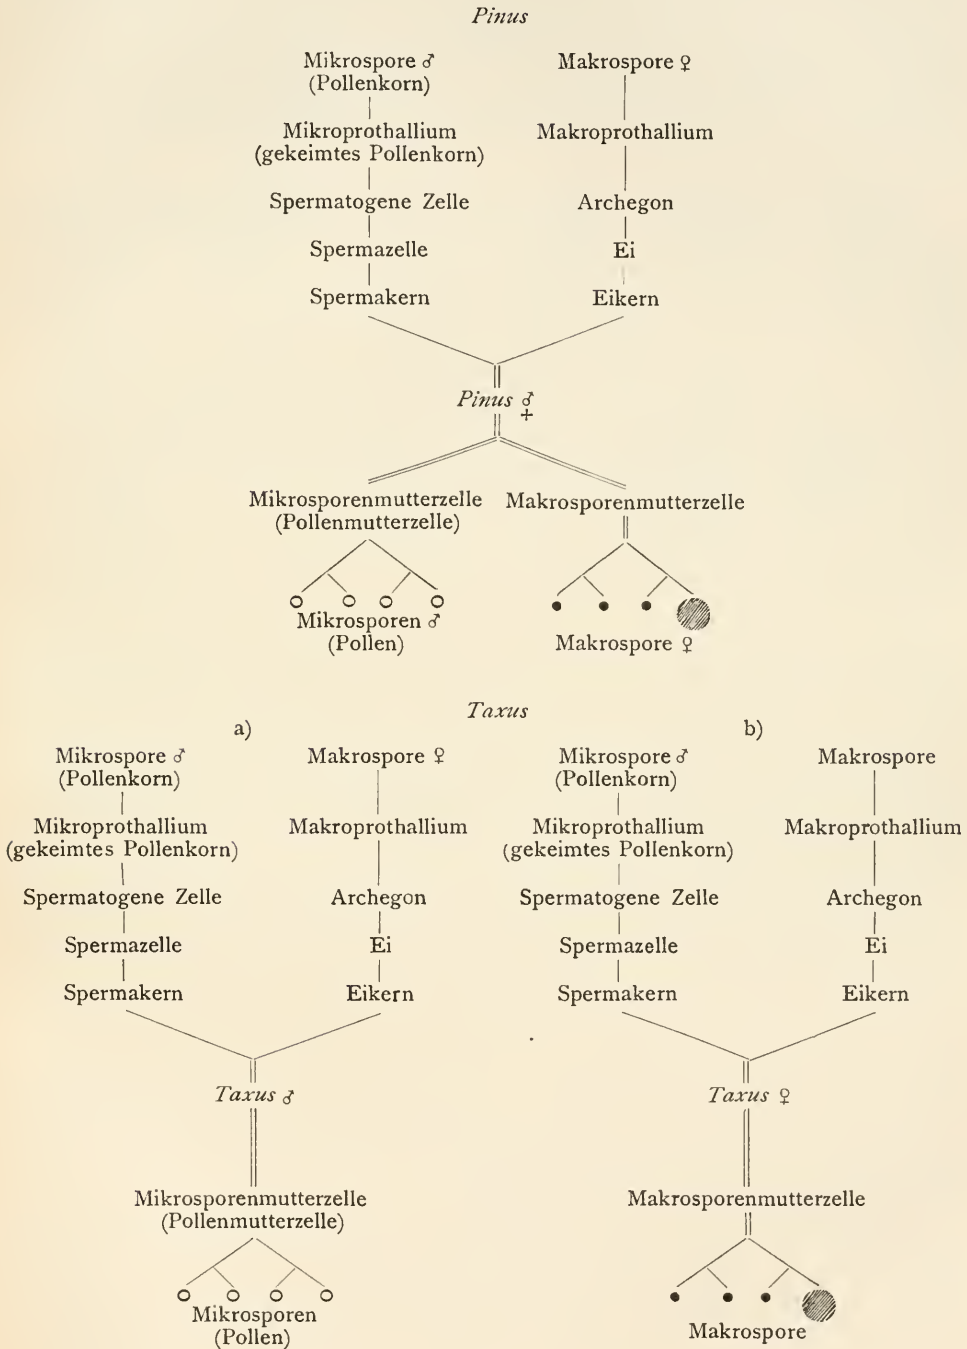 Pinus
Mikrospore ♂
(Pollenkorn)
Mikroprothallium
(gekeimtes Pollenkorn)
Spermatogene Zelle
Spermazelle
Spermakern
Makrospore ♀
Makroprothallium
Archegon
Ei
Eikern
Pinus ⚥
Mikrosporenmutterzelle
(Pollenmutterzelle)
Mikrosporen ♂
(Pollen)
Makrosporenmutterzelle
Makrospore ♀
Taxus
a)
Mikrospore ♂
(Pollenkorn)
Mikroprothallium
(gekeimtes Pollenkorn)
Spermatogene Zelle
Spermazelle
Spermakern
Makrospore ♀
Makroprothallium
Archegon
Ei
Eikern
Taxus ♂
Mikrosporenmutterzelle
(Pollenmutterzelle)
Mikrosporen
(Pollen)
b)
Mikrospore ♂
(Pollenkorn)
Mikroprothallium
(gekeimtes Pollenkorn)
Spermatogene Zelle
Spermazelle
Spermakern
Makrospore
Makroprothallium
Archegon
Ei
Eikern
Taxus ♀
Makrosporenmutterzelle
Makrospore